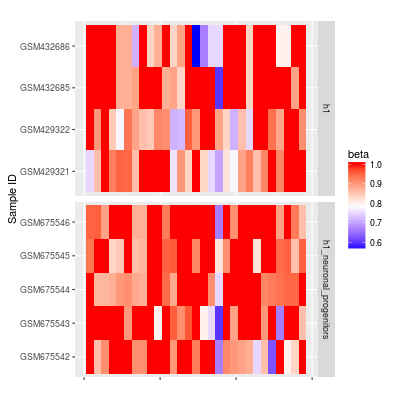 Sample ID
GSM432686
GSM432685
GSM429322
GSM429321
h1
GSM675546
GSM675545
GSM675544
GSM675543
GSM675542
h1_neuronal_progenitors
beta
1.0
0.9
0.8
0.7
0.6